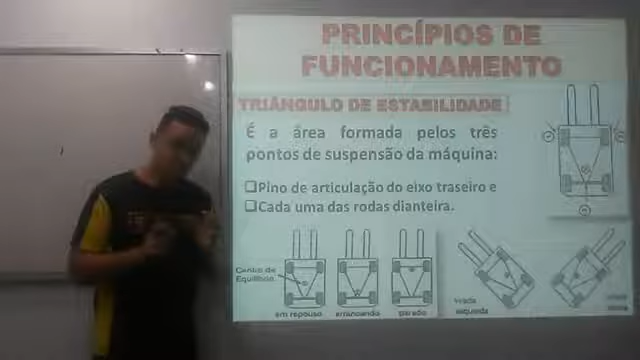 PRINCÍPIOS DE
FUNCIONAMENTO
TRIÂNGULO DE ESTABILIDADE
É a área formada pelos três
pontos de suspensão da máquina:
❑Pino de articulação do eixo traseiro e
❑Cada uma das rodas dianteira.
Centro de
Equilíbrio
em repouso arrancando parado
virada
esquerda